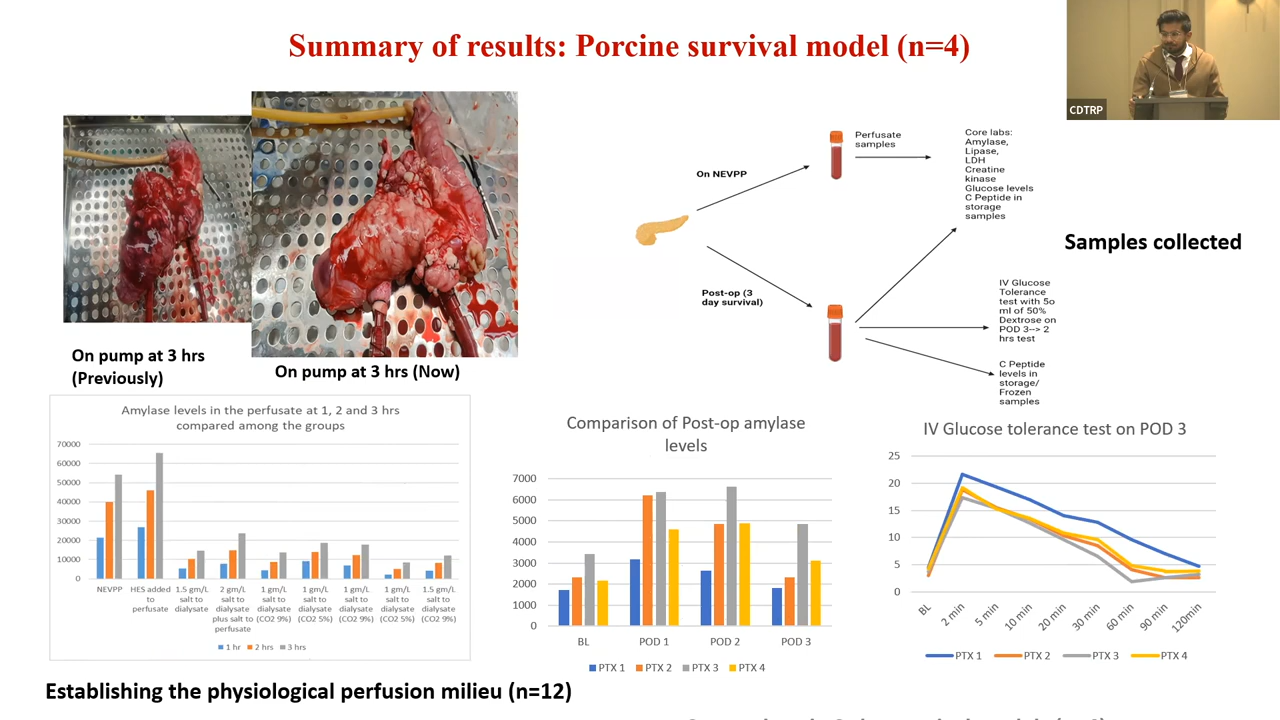 Summary of results: Porcine survival model (n=4)
CDTRP
On pump at 3 hrs
(Previously)
On pump at 3 hrs (Now)
On NEVPP
Perfusate
samples
Core labs:
Amylase,
Lipase,
LDH
Creatine
kinase
Glucose levels
C Peptide in
storage
samples
Samples collected
Post-op (3
day survival)
IV Glucose
Tolerance
test with 5o
ml of 50%
Dextrose on
POD 3--> 2
hrs test
C Peptide
levels in
storage/
Frozen
samples
Amylase levels in the perfusate at 1, 2 and 3 hrs
compared among the groups
70000
60000
50000
40000
30000
20000
10000
0
NEVPP
HES added
to
perfusate
1.5 gm/L
salt to
dialysate
2 gm/L
salt to
dialysate
plus salt to
perfusate
1 gm/L
salt to
dialysate
(CO2 9%)
1 gm/L
salt to
dialysate
(CO2 5%)
1 gm/L
salt to
dialysate
(CO2 9%)
1 gm/L
salt to
dialysate
(CO2 5%)
1.5 gm/L
salt to
dialysate
(CO2 9%)
1 hr 2 hrs 3 hrs
Comparison of Post-op amylase
levels
7000
6000
5000
4000
3000
2000
1000
0
BL POD 1 POD 2 POD 3
PTX 1 PTX 2 PTX 3 PTX 4
IV Glucose tolerance test on POD 3
25
20
15
10
5
0
BL 2 min 5 min 10 min 20 min 30 min 60 min 90 min 120min
PTX 1 PTX 2 PTX 3 PTX 4
Establishing the physiological perfusion milieu (n=12)